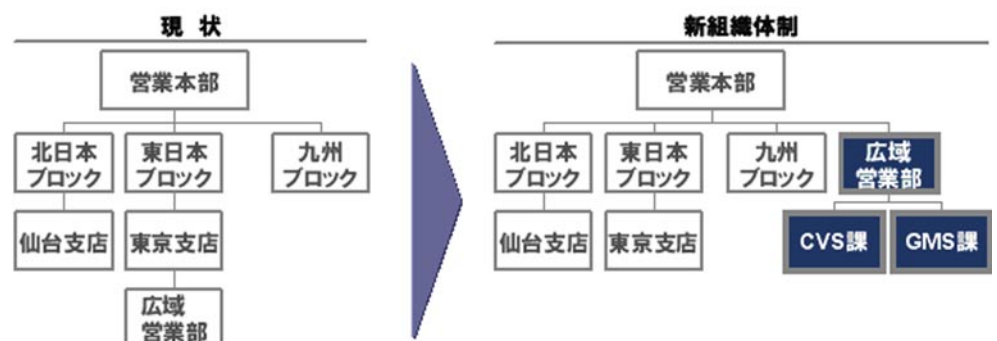 現 状
営業本部
北日本
ブロック
東日本
ブロック
九州
ブロック
仙台支店
東京支店
広域
営業部
新組織体制
営業本部
北日本
ブロック
東日本
ブロック
九州
ブロック
広域
営業部
仙台支店
東京支店
CVS課
GMS課